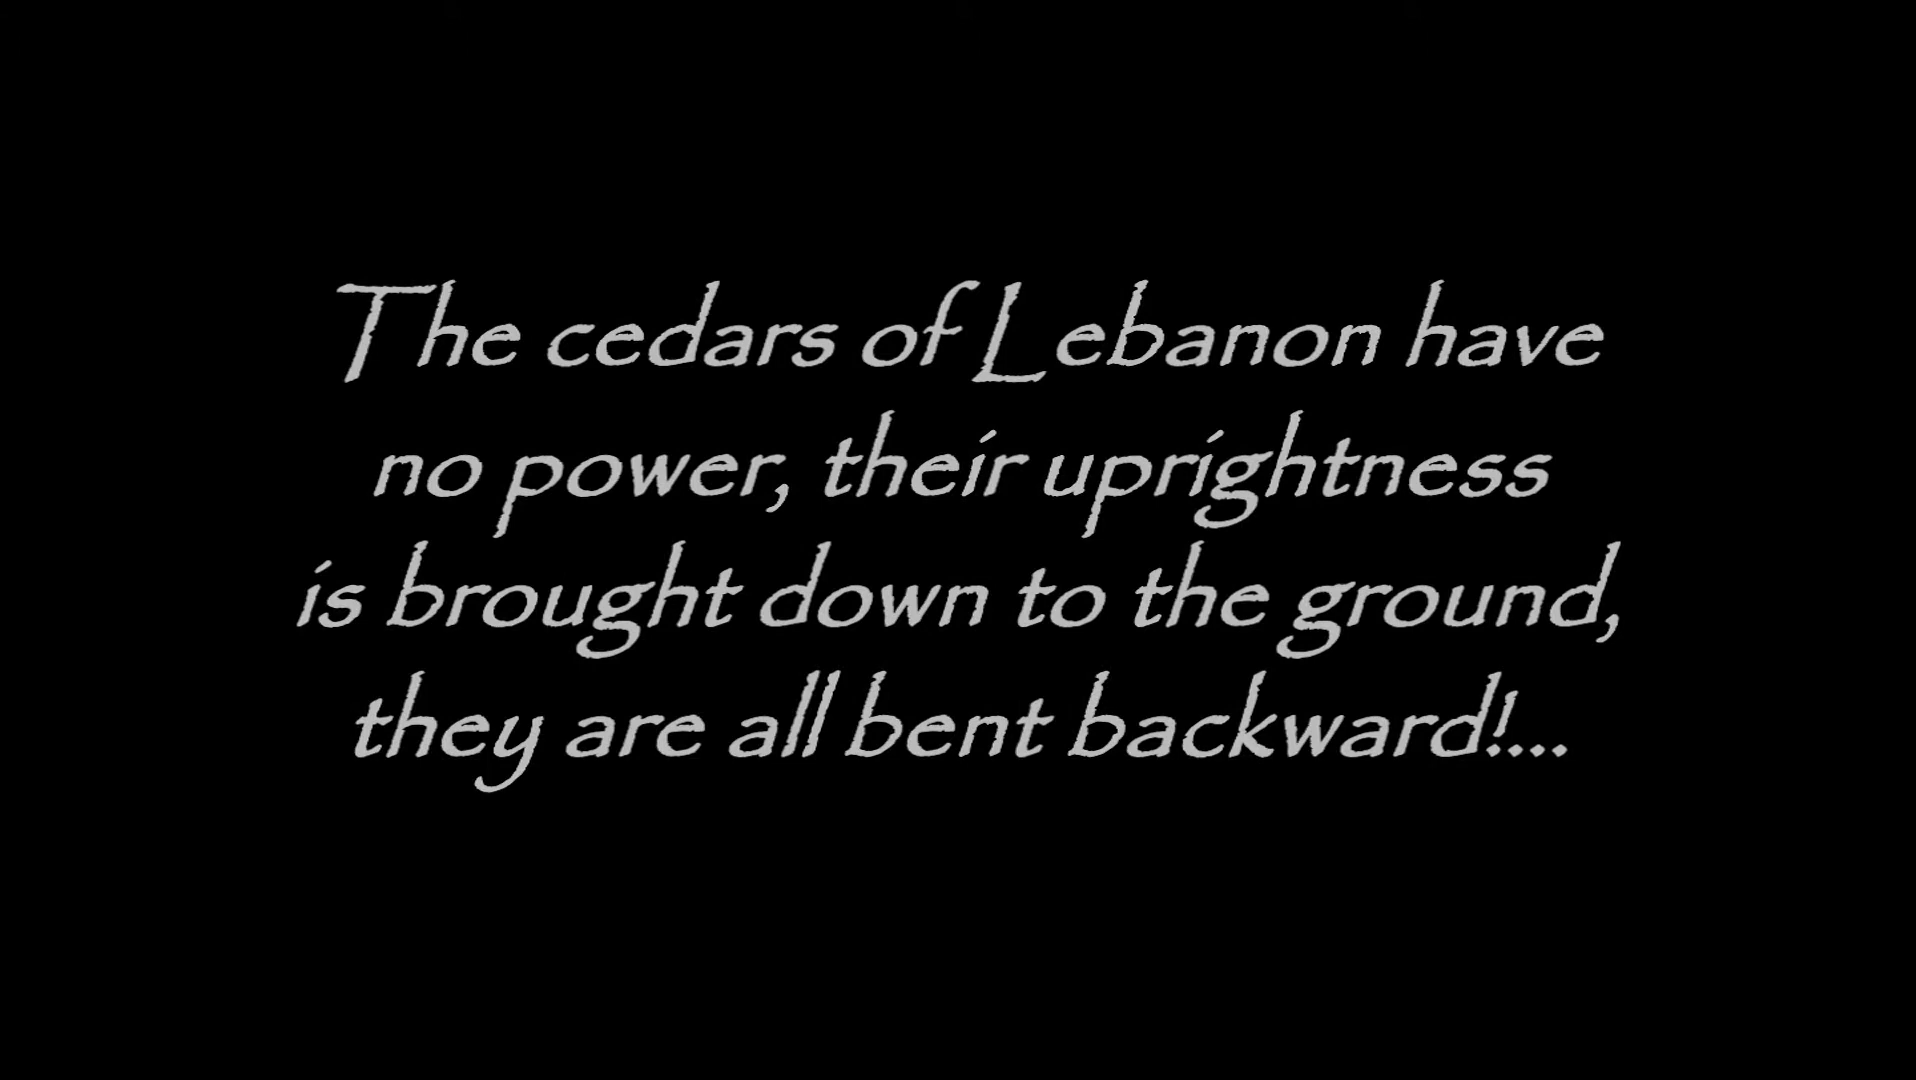 The cedars of Lebanon have
no power, their uprightness
is brought down to the ground,
they are all bent backward!...